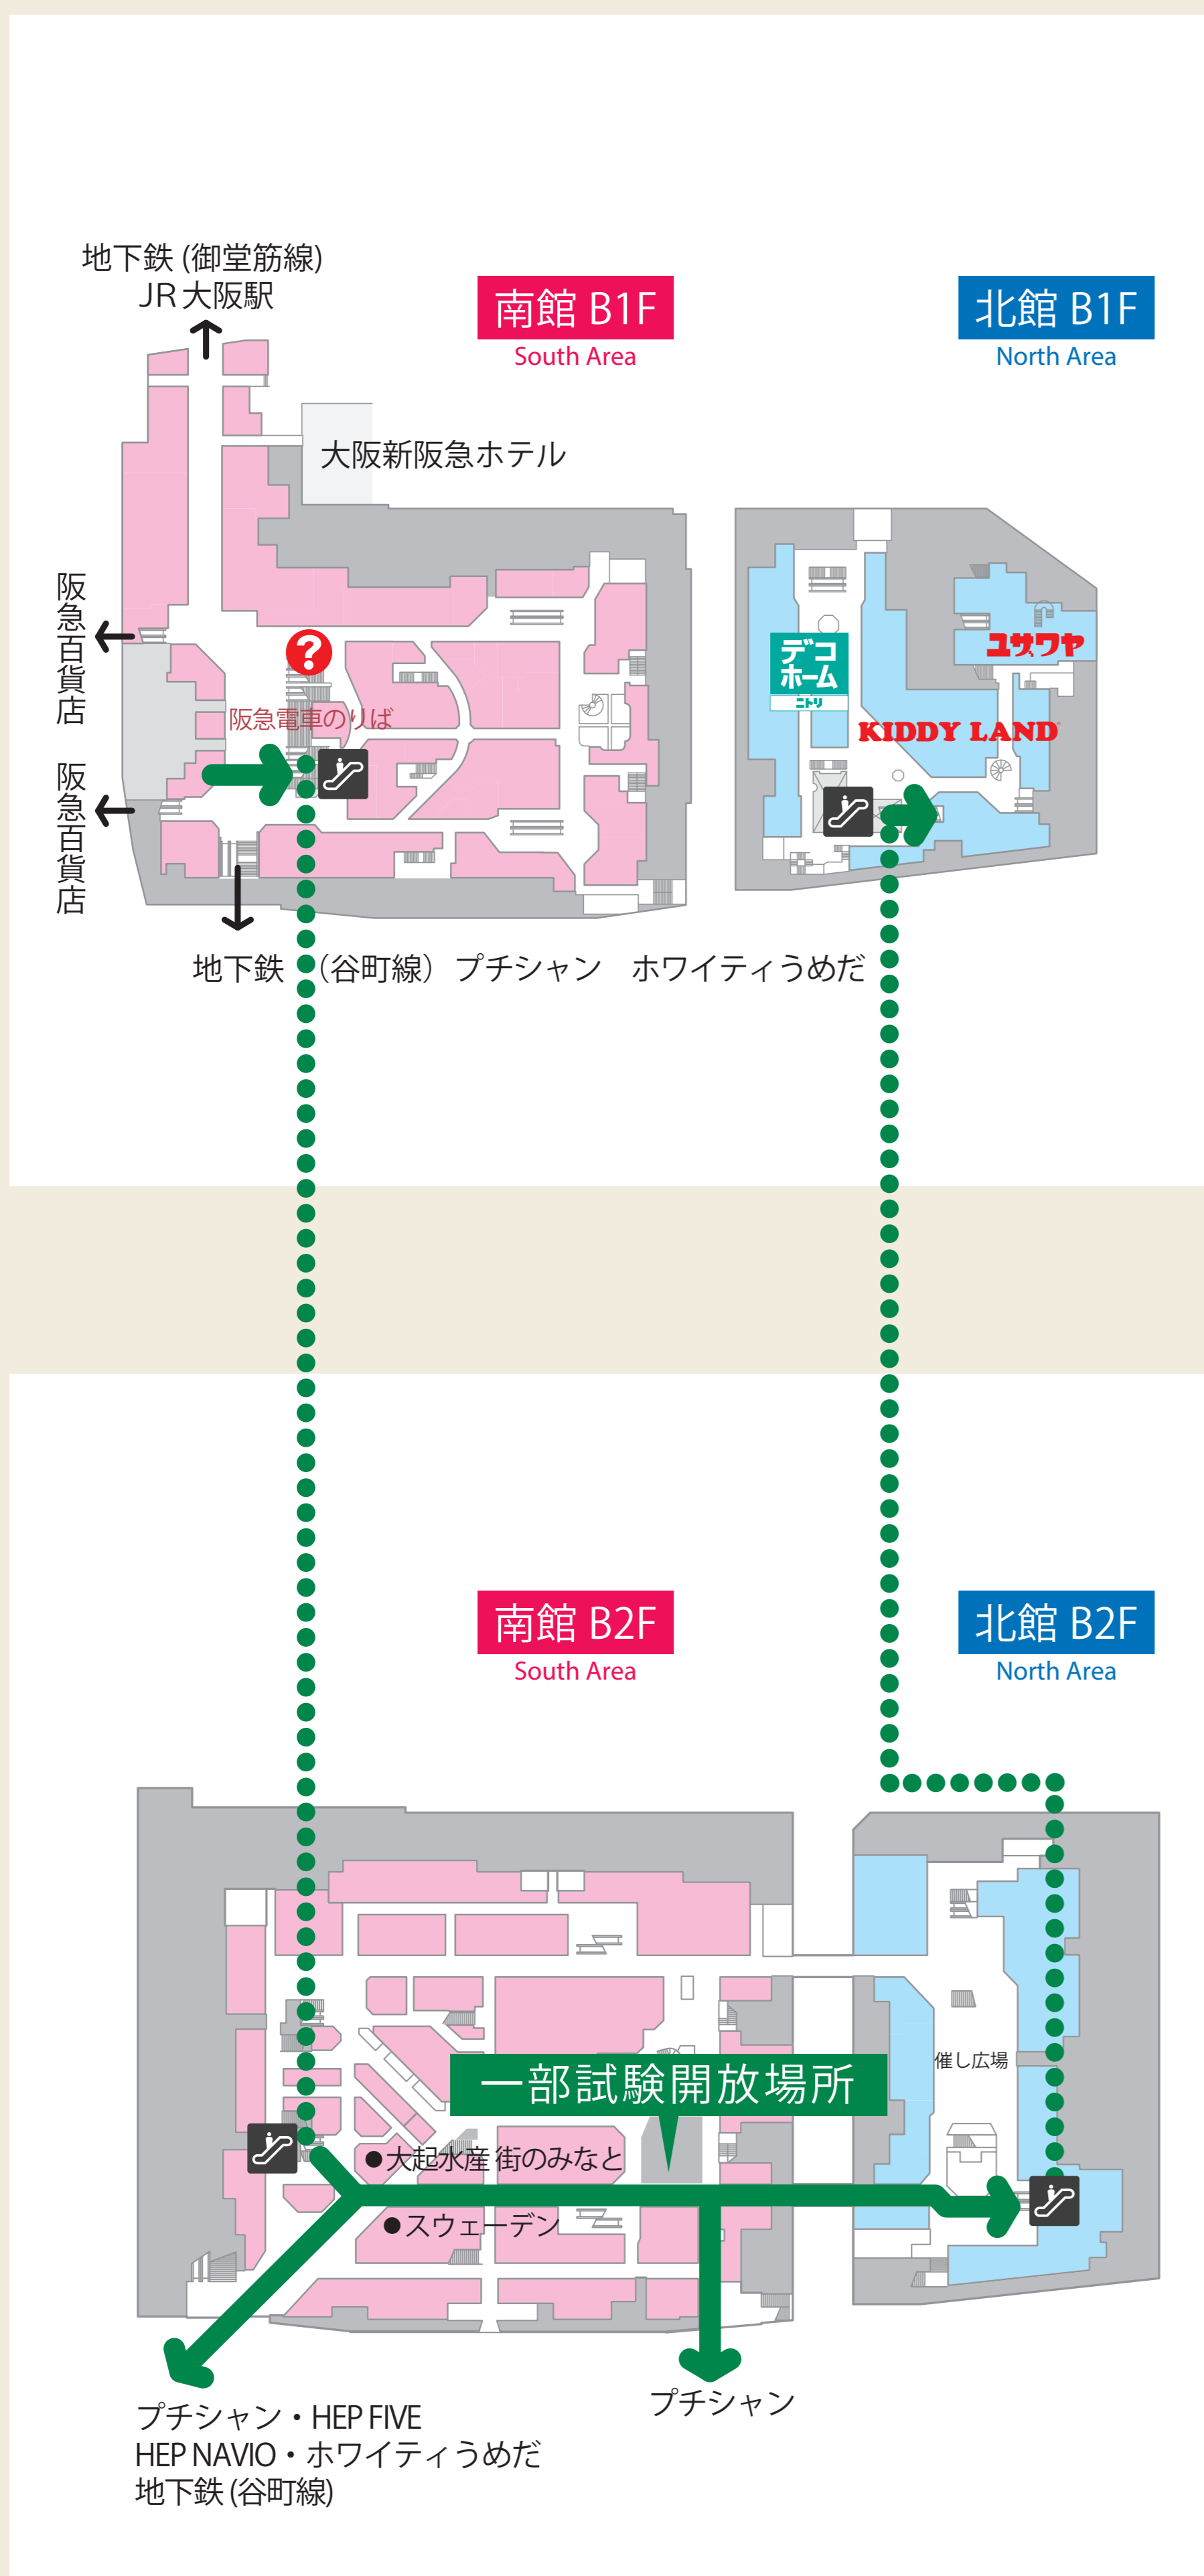 地下鉄 (御堂筋線)
JR 大阪駅
南館 B1F
South Area
北館 B1F
North Area
大阪新阪急ホテル
阪急百貨店
?
デコ
ホーム
ニトリ
ユザワヤ
阪急電車のりば
KIDDY LAND
阪急百貨店
地下鉄 (谷町線) プチシャン ホワイティうめだ
南館 B2F
South Area
北館 B2F
North Area
催し広場
一部試験開放場所
●大起水産 街のみなと
●スウェーデン
プチシャン
プチシャン・HEP FIVE
HEP NAVIO・ホワイティうめだ
地下鉄 (谷町線)